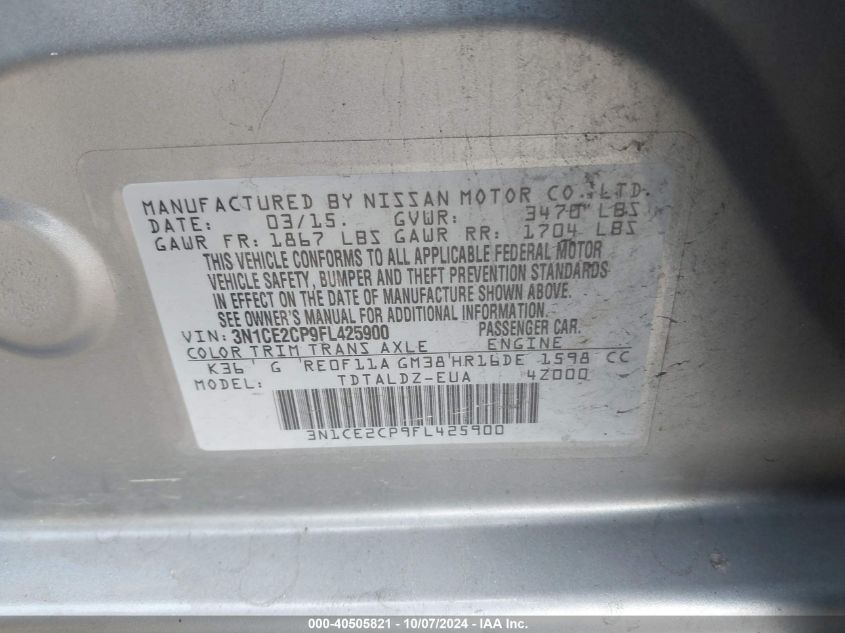 MANUFACTURED BY NISSAN MOTOR CO., LTD.
DATE: 03/15. GVWR: 3470 LBS
GAWR FR: 1867 LBS GAWR RR: 1704 LBS
THIS VEHICLE CONFORMS TO ALL APPLICABLE FEDERAL MOTOR
VEHICLE SAFETY, BUMPER AND THEFT PREVENTION STANDARDS
IN EFFECT ON THE DATE OF MANUFACTURE SHOWN ABOVE.
SEE OWNER'S MANUAL FOR ADDITIONAL INFORMATION.
VIN: 3N1CE2CP9FL425900 PASSENGER CAR.
COLOR TRIM TRANS AXLE ENGINE
K36 G RE0F11A GM38 HR16DE 1598 CC
MODEL: TDTALDZ-EUA 4Z000
3N1CE2CP9FL425900
000-40505821 - 10/07/2024 - IAA Inc.